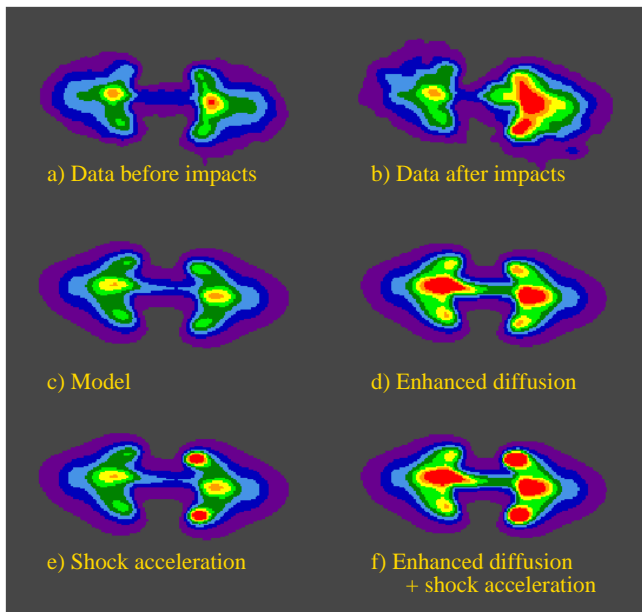 a) Data before impacts
b) Data after impacts
c) Model
d) Enhanced diffusion
e) Shock acceleration
f) Enhanced diffusion
+ shock acceleration